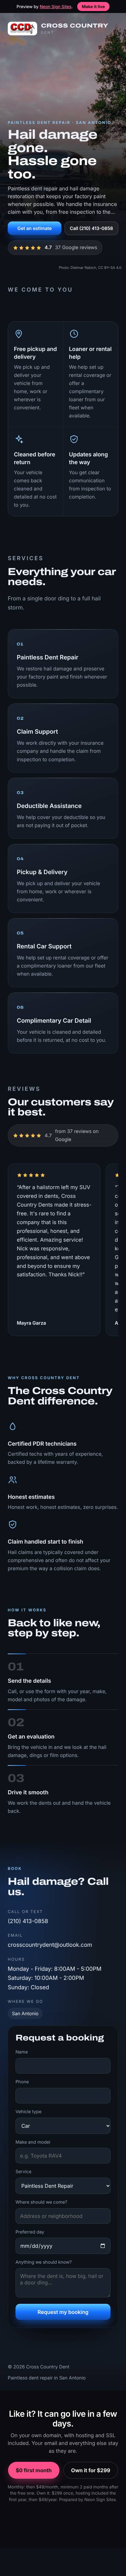 Preview by Neon Sign Sites.
Make it live
CCD
CROSS COUNTRY
DENT
PAINTLESS DENT REPAIR · SAN ANTONIO
Hail damage
gone.
Hassle gone
too.
Paintless dent repair and hail damage
restoration that keeps your factory paint
whenever possible. We handle the insurance
claim with you, from free inspection to the...
Get an estimate
Call (210) 413-0858
★★★★★ 4.7 37 Google reviews
WE COME TO YOU
Free pickup and
delivery
We pick up and
deliver your
vehicle from
home, work or
wherever is
convenient.
Loaner or rental
help
We help set up
rental coverage or
offer a
complimentary
loaner from our
fleet when
available.
Cleaned before
return
Your vehicle
comes back
cleaned and
detailed at no cost
to you.
Updates along
the way
You get clear
communication
from inspection to
completion.
SERVICES
Everything your car
needs.
From a single door ding to a full hail
storm.
01
Paintless Dent Repair
We restore hail damage and preserve
your factory paint and finish whenever
possible.
02
Claim Support
We work directly with your insurance
company and handle the claim from
inspection to completion.
03
Deductible Assistance
We help cover your deductible so you
are not paying it out of pocket.
04
Pickup & Delivery
We pick up and deliver your vehicle
from home, work or wherever is
convenient.
05
Rental Car Support
We help set up rental coverage or offer
a complimentary loaner from our fleet
when available.
06
Complimentary Car Detail
Your vehicle is cleaned and detailed
before it is returned, at no cost to you.
REVIEWS
Our customers say
it best.
★★★★★ 4.7 from 37 reviews on
Google
★★★★★
"After a hailstorm left my SUV
covered in dents, Cross
Country Dents made it stress-
free. It's rare to find a
company that is this
professional, honest, and
efficient. Amazing service!
Nick was responsive,
professional, and went above
and beyond to ensure my
satisfaction. Thanks Nick!!"
Mayra Garza
WHY CROSS COUNTRY DENT
The Cross Country
Dent difference.
Certified PDR technicians
Certified techs with years of experience,
backed by a lifetime warranty.
Honest estimates
Honest work, honest estimates, zero surprises.
Claim handled start to finish
Hail claims are typically covered under
comprehensive and often do not affect your
premium the way a collision claim does.
HOW IT WORKS
Back to like new,
step by step.
01
Send the details
Call, or use the form with your year, make,
model and photos of the damage.
02
Get an evaluation
Bring the vehicle in and we look at the hail
damage, dings or film options.
03
Drive it smooth
We work the dents out and hand the vehicle
back.
BOOK
Hail damage? Call
us.
CALL OR TEXT
(210) 413-0858
EMAIL
crosscountrydent@outlook.com
HOURS
Monday - Friday: 8:00AM - 5:00PM
Saturday: 10:00AM - 2:00PM
Sunday: Closed
WHERE WE GO
San Antonio
Request a booking
Name
Phone
Vehicle type
Car
Make and model
e.g. Toyota RAV4
Service
Paintless Dent Repair
Where should we come?
Address or neighborhood
Preferred day
mm/dd/yyyy
Anything we should know?
Where the dent is, how big, hail or
a door ding...
Request my booking
© 2026 Cross Country Dent
Paintless dent repair in San Antonio
Like it? It can go live in a few
days.
On your own domain, with hosting and SSL
included. Your email and everything else stay
as they are.
$0 first month
Own it for $299